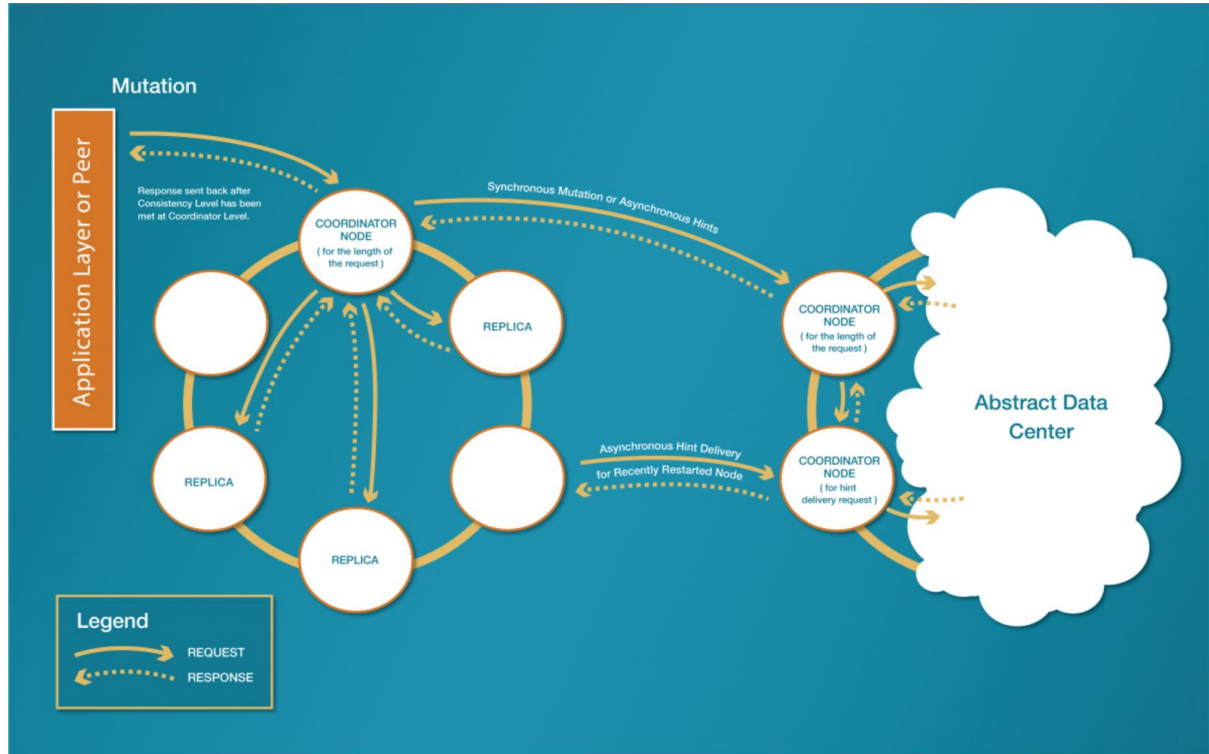 Mutation
Application Layer or Peer
Response sent back after
Consistency Level has been
met at Coordinator Level.
COORDINATOR
NODE
( for the length of
the request )
Synchronous Mutation or Asynchronous Hints
REPLICA
REPLICA
REPLICA
Asynchronous Hint Delivery
for Recently Restarted Node
COORDINATOR
NODE
( for the length of
the request )
COORDINATOR
NODE
( for hint
delivery request )
Abstract Data
Center
Legend
REQUEST
RESPONSE